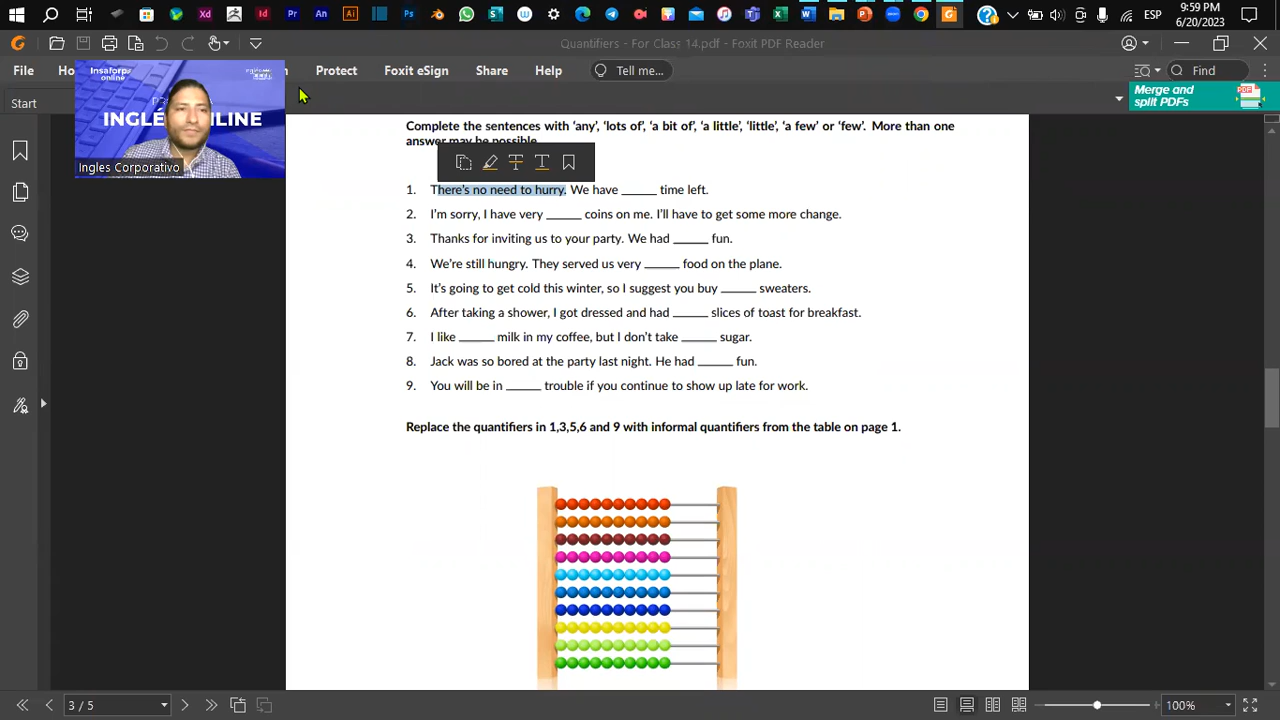 Xd
Id
Pr
An
Ai
Ps
ESP
9:59 PM
6/20/2023
Quantifiers - For Class 14.pdf - Foxit PDF Reader
File
Ho
Protect
Foxit eSign
Share
Help
Tell me...
Find
Start
Merge and
split PDFs
Insaforp
online
INGLÉ
NLINE
Ingles Corporativo
Complete the sentences with ‘any’, ‘lots of’, ‘a bit of’, ‘a little’, ‘little’, ‘a few’ or ‘few’. More than one
answer may be possible.
1. There’s no need to hurry. We have ______ time left.
2. I’m sorry, I have very ______ coins on me. I’ll have to get some more change.
3. Thanks for inviting us to your party. We had ______ fun.
4. We’re still hungry. They served us very ______ food on the plane.
5. It’s going to get cold this winter, so I suggest you buy ______ sweaters.
6. After taking a shower, I got dressed and had ______ slices of toast for breakfast.
7. I like ______ milk in my coffee, but I don’t take ______ sugar.
8. Jack was so bored at the party last night. He had ______ fun.
9. You will be in ______ trouble if you continue to show up late for work.
Replace the quantifiers in 1,3,5,6 and 9 with informal quantifiers from the table on page 1.
3 / 5
100%